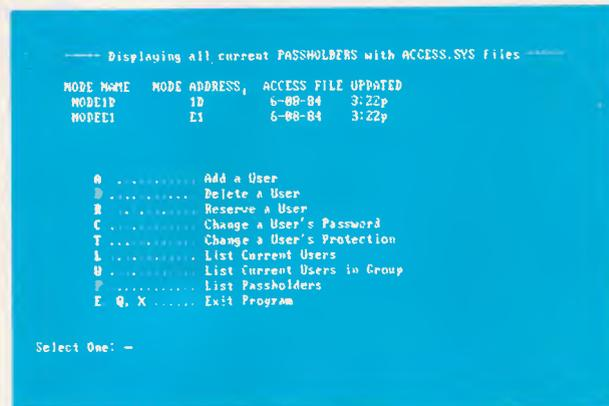 Displaying all current PASSHOLDERS with ACCESS.SYS files
NODE NAME NODE ADDRESS, ACCESS FILE UPDATED
NODE1D 1D 6-08-84 3:22p
NODEE1 E1 6-08-84 3:22p
A .......... Add a User
D .......... Delete a User
R .......... Reserve a User
C .......... Change a User's Password
T .......... Change a User's Protection
L .......... List Current Users
U .......... List Current Users in Group
P .......... List Passholders
E, Q, X ...... Exit Program
Select One: -